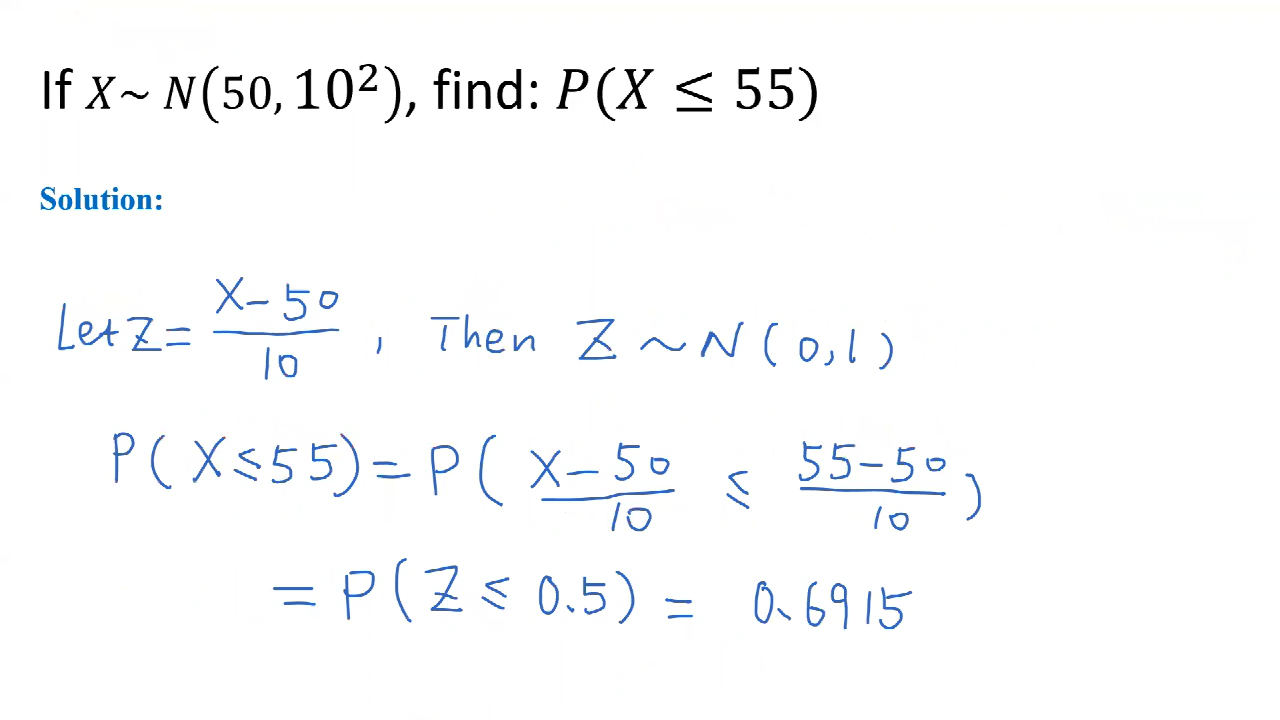 If X~ N(50, 10²), find: P(X ≤ 55)
Solution:
Let Z = (X – 50)/10 , Then Z ~ N(0,1)
P(X ≤ 55) = P((X – 50)/10 ≤ (55 – 50)/10)
= P(Z ≤ 0.5) = 0.6915